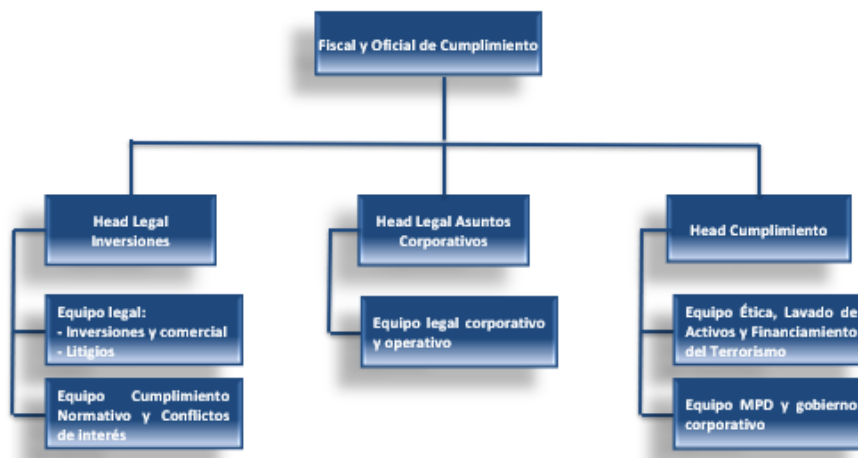 Fiscal y Oficial de Cumplimiento
Head Legal
Inversiones
Head Legal Asuntos
Corporativos
Head Cumplimiento
Equipo legal:
- Inversiones y comercial
- Litigios
Equipo legal corporativo
y operativo
Equipo Ética, Lavado de
Activos y Financiamiento
del Terrorismo
Equipo Cumplimiento
Normativo y Conflictos
de interés
Equipo MPD y gobierno
corporativo